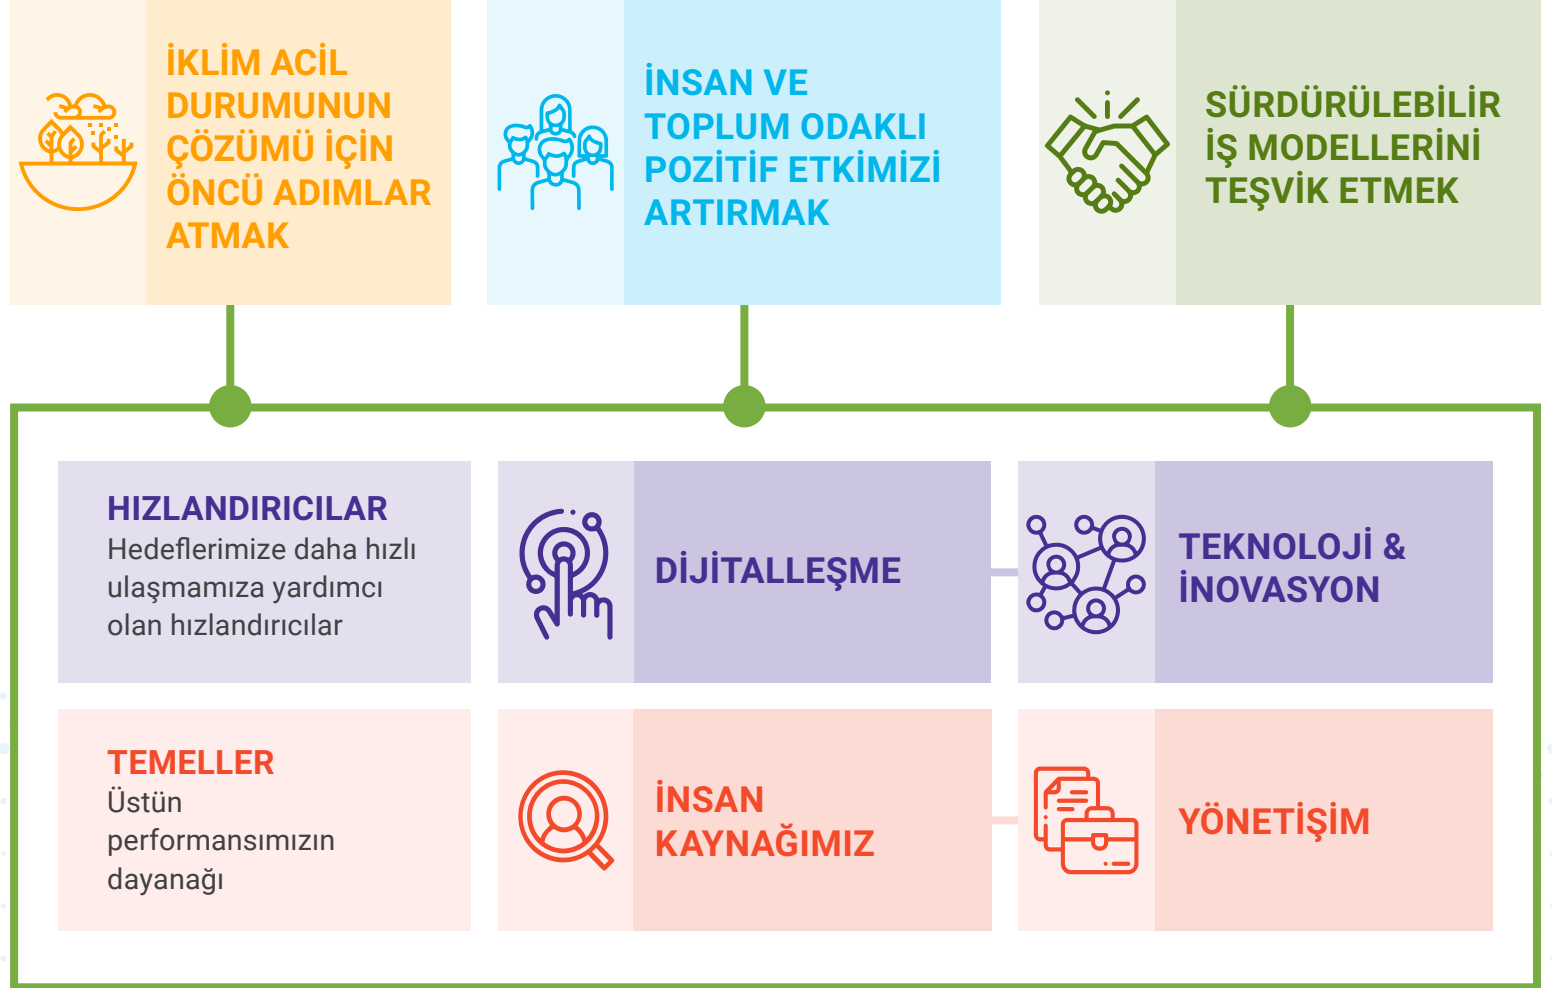 İKLİM ACİL
DURUMUNUN
ÇÖZÜMÜ İÇİN
ÖNCÜ ADIMLAR
ATMAK
İNSAN VE
TOPLUM ODAKLI
POZİTİF ETKİMİZİ
ARTIRMAK
SÜRDÜRÜLEBİLİR
İŞ MODELLERİNİ
TEŞVİK ETMEK
HIZLANDIRICILAR
Hedeflerimize daha hızlı
ulaşmamıza yardımcı
olan hızlandırıcılar
DİJİTALLEŞME
TEKNOLOJİ &
İNOVASYON
TEMELLER
Üstün
performansımızın
dayanağı
İNSAN
KAYNAĞIMIZ
YÖNETİŞİM